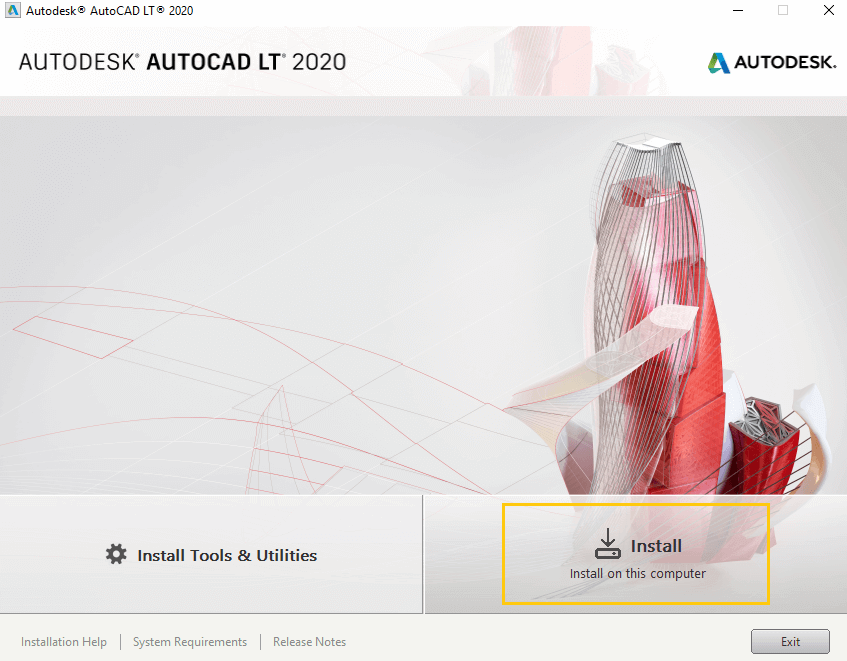 Autodesk® AutoCAD LT® 2020
AUTODESK® AUTOCAD LT® 2020
AUTODESK.
Install Tools & Utilities
Install
Install on this computer
Installation Help | System Requirements | Release Notes
Exit